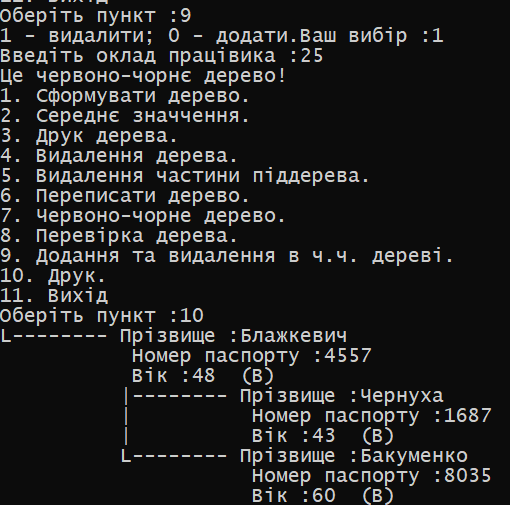 11. Вихід
Оберіть пункт :9
1 - видалити; 0 - додати.Ваш вибір :1
Введіть оклад працівика :25
Це червоно-чорнє дерево!
1. Сформувати дерево.
2. Середнє значчення.
3. Друк дерева.
4. Видалення дерева.
5. Видалення частини піддерева.
6. Переписати дерево.
7. Червоно-чорне дерево.
8. Перевірка дерева.
9. Додання та видалення в ч.ч. дереві.
10. Друк.
11. Вихід
Оберіть пункт :10
L-------- Прізвище :Блажкевич
Номер паспорту :4557
Вік :48  (B)
|-------- Прізвище :Чернуха
| Номер паспорту :1687
| Вік :43  (B)
L-------- Прізвище :Бакуменко
Номер паспорту :8035
Вік :60  (B)